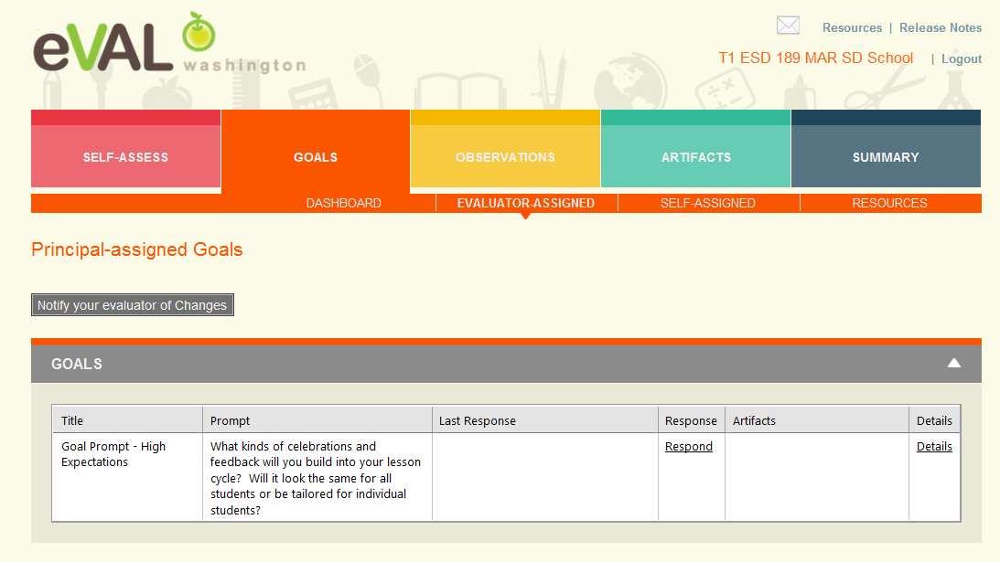 eVAL
washington
Resources | Release Notes
T1 ESD 189 MAR SD School | Logout
SELF-ASSESS GOALS OBSERVATIONS ARTIFACTS SUMMARY
DASHBOARD EVALUATOR-ASSIGNED SELF-ASSIGNED RESOURCES
Principal-assigned Goals
Notify your evaluator of Changes
GOALS
Title Prompt Last Response Response Artifacts Details
Goal Prompt - High What kinds of celebrations and Respond Details
Expectations feedback will you build into your lesson
cycle? Will it look the same for all
students or be tailored for individual
students?